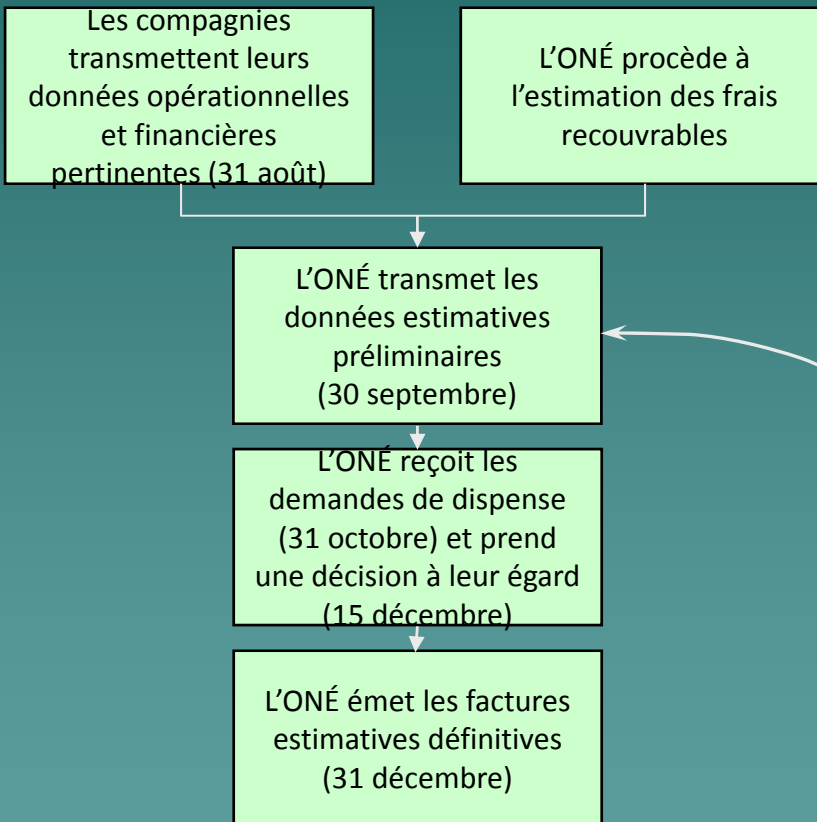 Les compagnies
transmettent leurs
données opérationnelles
et financières
pertinentes (31 août)
L’ONÉ procède à
l’estimation des frais
recouvrables
L’ONÉ transmet les
données estimatives
préliminaires
(30 septembre)
L’ONÉ reçoit les
demandes de dispense
(31 octobre) et prend
une décision à leur égard
(15 décembre)
L’ONÉ émet les factures
estimatives définitives
(31 décembre)